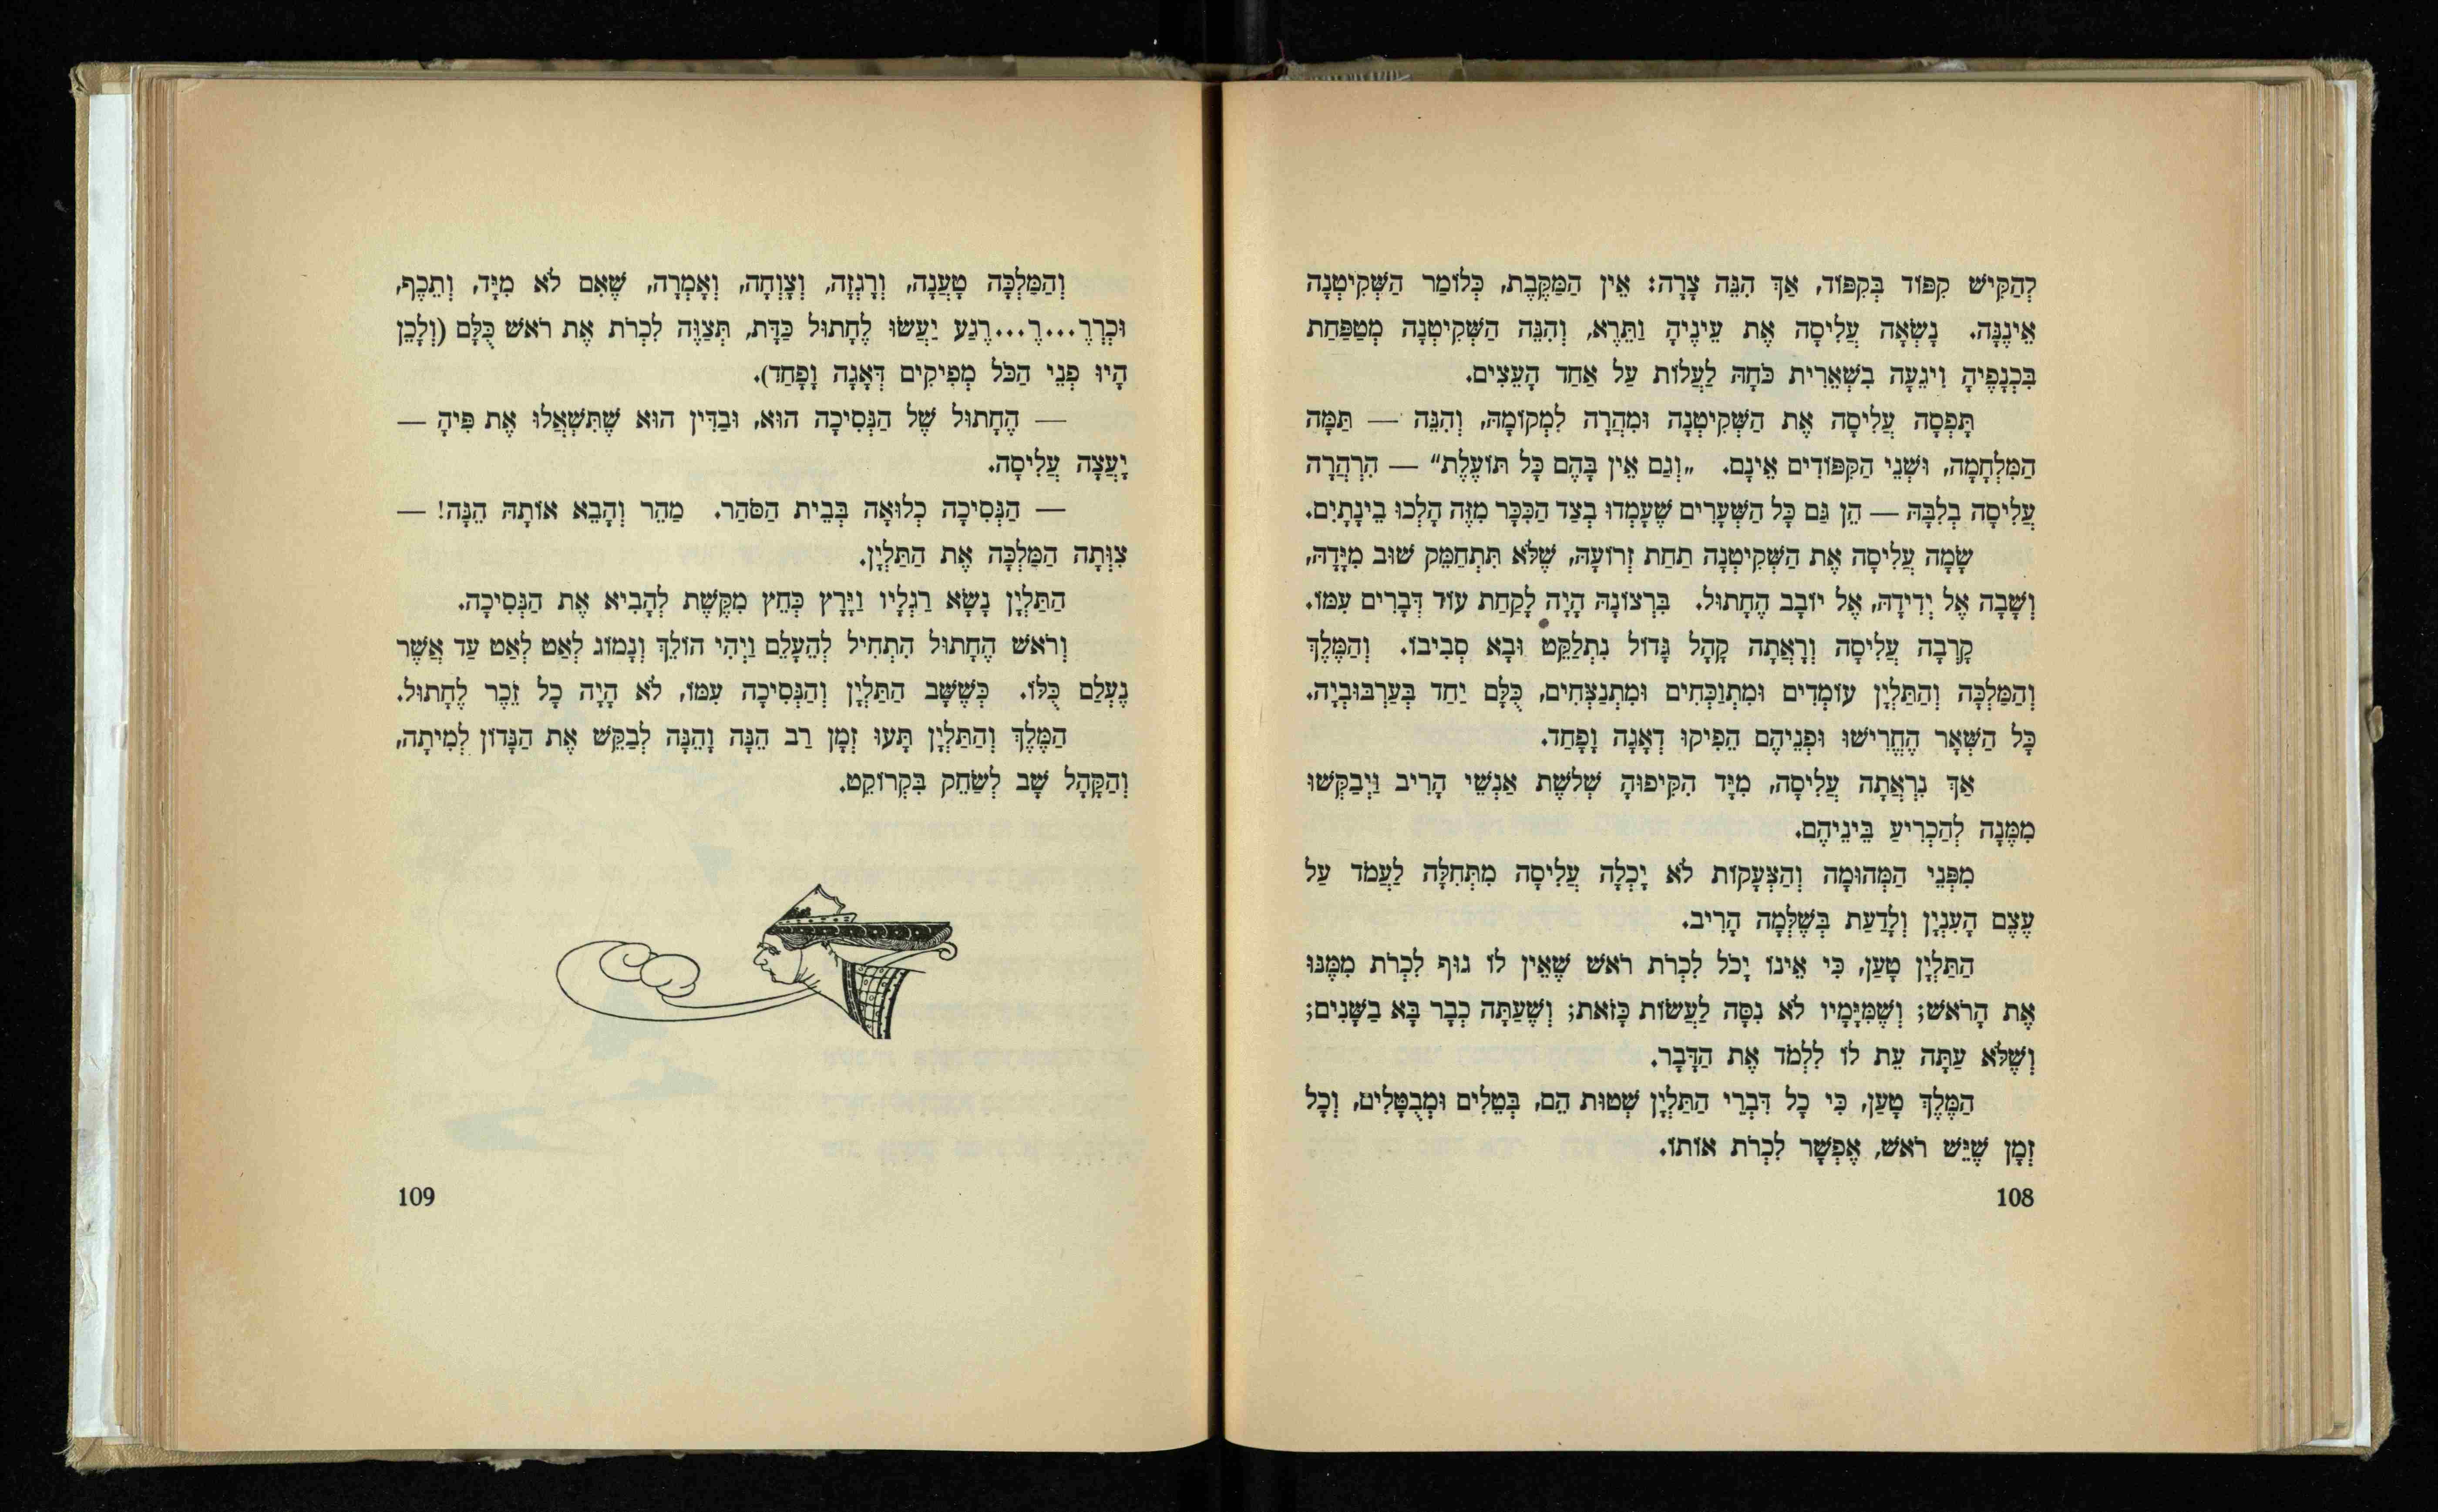 לְהַקִּישׁ קִפּוֹד בְּקִפּוֹד, אַךְ הִנֵּה צָרָה: אֵין הַמַּקֶּבֶת, כְּלוֹמַר הַשְּׁקִיטָנָה
אֵינֶנָּה. נָשְׂאָה עֲלִיסָה אֶת עֵינֶיהָ וַתֵּרֶא, וְהִנֵּה הַשְּׁקִיטְנָה מְטַפַּחַת
בִּכְנָפֶיהָ וִיגֵעָה בִּשְׁאֵרִית כֹּחָהּ לַעֲלוֹת עַל אַחַד הָעֵצִים.
תָּפְסָה עֲלִיסָה אֶת הַשְּׁקִיטְנָה וּמִהֲרָה לִמְקוֹמָהּ, וְהִנֵּה — תַּמָּה
הַמִּלְחָמָה, וּשְׁנֵי הַקִּפּוֹדִים אֵינָם. „וְגַם אֵין בָּהֶם כָּל תּוֹעֶלֶת“ — הִרְהֲרָה
עֲלִיסָה בְלִבָּהּ — הֵן גַּם כָּל הַשְּׁעָרִים שֶׁעָמְדוּ בְצַד הַכִּכָּר מִזֶּה הָלְכוּ בֵינָתַיִם.
שָׂמָה עֲלִיסָה אֶת הַשְּׁקִיטְנָה תַחַת זְרוֹעָהּ, שֶׁלֹּא תִּתְחַמֵּק שׁוּב מִיָּדָהּ,
וְשָׁבָה אֶל יְדִידָהּ, אֶל יוֹבָב הֶחָתוּל. בִּרְצוֹנָהּ הָיָה לָקַחַת עוֹד דְּבָרִים עִמּוֹ.
קָרְבָה עֲלִיסָה וְרָאֲתָה קָהָל גָּדוֹל נִתְלַקֵּט וּבָא סְבִיבוֹ. וְהַמֶּלֶךְ
וְהַמַּלְכָּה וְהַתַּלְיָן עוֹמְדִים וּמִתְוַכְּחִים וּמִתְנַצְּחִים, כֻּלָּם יַחַד בְּעַרְבּוּבְיָה.
כָּל הַשְּׁאָר הֶחֱרִישׁוּ וּפְנֵיהֶם הֵפִיקוּ דְאָגָה וָפָחַד.
אַךְ נִרְאֲתָה עֲלִיסָה, מִיָּד הִקִּיפוּהָ שְׁלֹשֶׁת אַנְשֵׁי הָרִיב וַיְבַקְשׁוּ
מִמֶּנָּה לְהַכְרִיעַ בֵּינֵיהֶם.
מִפְּנֵי הַמְּהוּמָה וְהַצְּעָקוֹת לֹא יָכְלָה עֲלִיסָה מִתְּחִלָּה לַעֲמֹד עַל
עֶצֶם הָעִנְיָן וְלָדַעַת בְּשֶׁלְּמָה הָרִיב.
הַתַּלְיָן טָעַן, כִּי אֵינוֹ יָכֹל לִכְרֹת רֹאשׁ שֶׁאֵין לוֹ גוּף לִכְרֹת מִמֶּנּוּ
אֶת הָרֹאשׁ; וְשֶׁמִּיָּמָיו לֹא נִסָּה לַעֲשׂוֹת כָּזֹאת; וְשֶׁעַתָּה כְבָר בָּא בַשָּׁנִים;
וְשֶׁלֹּא עַתָּה עֵת לוֹ לִלְמֹד אֶת הַדָּבָר.
הַמֶּלֶךְ טָעַן, כִּי כָל דִּבְרֵי הַתַּלְיָן שְׁטוּת הֵם, בְּטֵלִים וּמְבֻטָּלִים, וְכָל
זְמָן שֶׁיֵּשׁ רֹאשׁ, אֶפְשָׁר לִכְרֹת אוֹתוֹ.
108
וְהַמַּלְכָּה טָעֲנָה, וְרָגְזָה, וְצָוְחָה, וְאָמְרָה, שֶׁאִם לֹא מִיָּד, וְתֵכֶף,
וּכְרְרֶ...רֶ...רֶגַע יַעֲשׂוּ לֶחָתוּל כַּדָּת, תְּצַוֶּה לִכְרֹת אֶת רֹאשׁ כֻּלָּם (וְלָכֵן
הָיוּ פְנֵי הַכֹּל מְפִיקִים דְּאָגָה וָפָחַד).
— הֶחָתוּל שֶׁל הַנְּסִיכָה הוּא, וּבַדִּין הוּא שֶׁתִּשְׁאֲלוּ אֶת פִּיהָ —
יָעֲצָה עֲלִיסָה.
— הַנְּסִיכָה כְלוּאָה בְּבֵית הַסֹּהַר. מַהֵר וְהָבֵא אוֹתָהּ הֵנָּה! —
צִוְּתָה הַמַּלְכָּה אֶת הַתַּלְיָן.
הַתַּלְיָן נָשָׂא רַגְלָיו וַיָּרָץ כְּחֵץ מִקֶּשֶׁת לְהָבִיא אֶת הַנְּסִיכָה.
וְרֹאשׁ הֶחָתוּל הִתְחִיל לְהֵעָלֵם וַיְהִי הוֹלֵךְ וְנָמוֹג לְאַט לְאַט עַד אֲשֶׁר
נֶעְלַם כֻּלּוֹ. כְּשֶׁשָּׁב הַתַּלְיָן וְהַנְּסִיכָה עִמּוֹ, לֹא הָיָה כָל זֵכֶר לֶחָתוּל.
הַמֶּלֶךְ וְהַתַּלְיָן תָּעוּ זְמָן רַב הֵנָּה וָהֵנָּה לְבַקֵּשׁ אֶת הַנָּדוֹן לְמִיתָה,
וְהַקָּהָל שָׁב לְשַׂחֵק בִּקְרוֹקֵט.
109